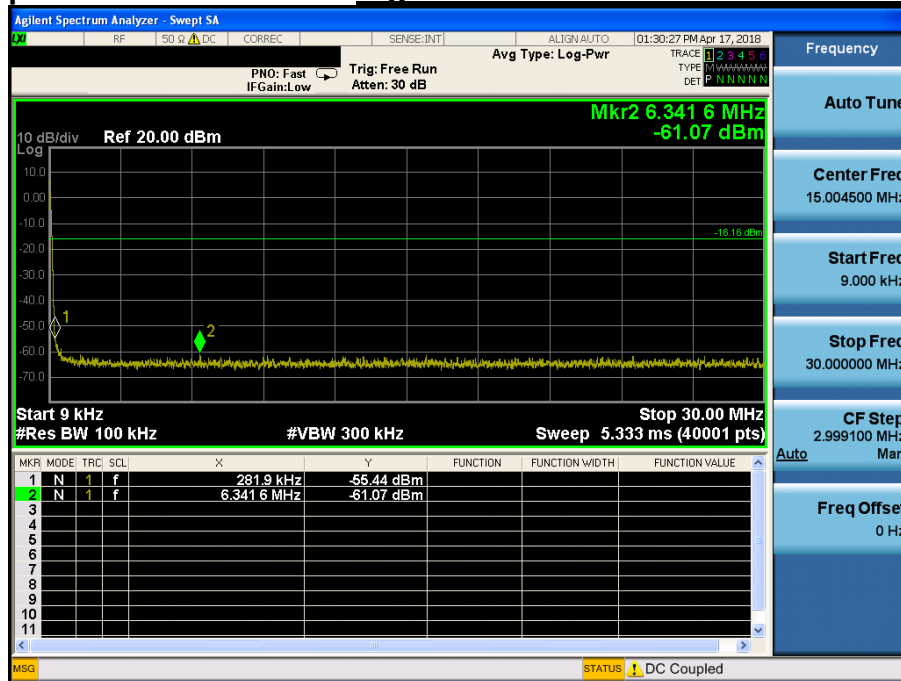 Agilent Spectrum Analyzer - Swept SA
LXI RF 50 Ω DC CORREC SENSE:INT ALIGN AUTO 01:30:27 PM Apr 17, 2018
Avg Type: Log-Pwr TRACE 1 2 3 4 5 6
PNO: Fast Trig: Free Run TYPE M W W W W W
IFGain:Low Atten: 30 dB DET P N N N N N
Mkr2 6.341 6 MHz
10 dB/div Ref 20.00 dBm -61.07 dBm
Log
10.0
0.00
-10.0
-16.16 dBm
-20.0
-30.0
-40.0
-50.0
1
2
-60.0
-70.0
Start 9 kHz Stop 30.00 MHz
#Res BW 100 kHz #VBW 300 kHz Sweep 5.333 ms (40001 pts)
MKR MODE TRC SCL X Y FUNCTION FUNCTION WIDTH FUNCTION VALUE
1 N 1 f 281.9 kHz -55.44 dBm
2 N 1 f 6.341 6 MHz -61.07 dBm
3
4
5
6
7
8
9
10
11
MSG STATUS DC Coupled
Frequency
Auto Tune
Center Freq
15.004500 MHz
Start Freq
9.000 kHz
Stop Freq
30.000000 MHz
CF Step
2.999100 MHz
Auto Man
Freq Offset
0 Hz